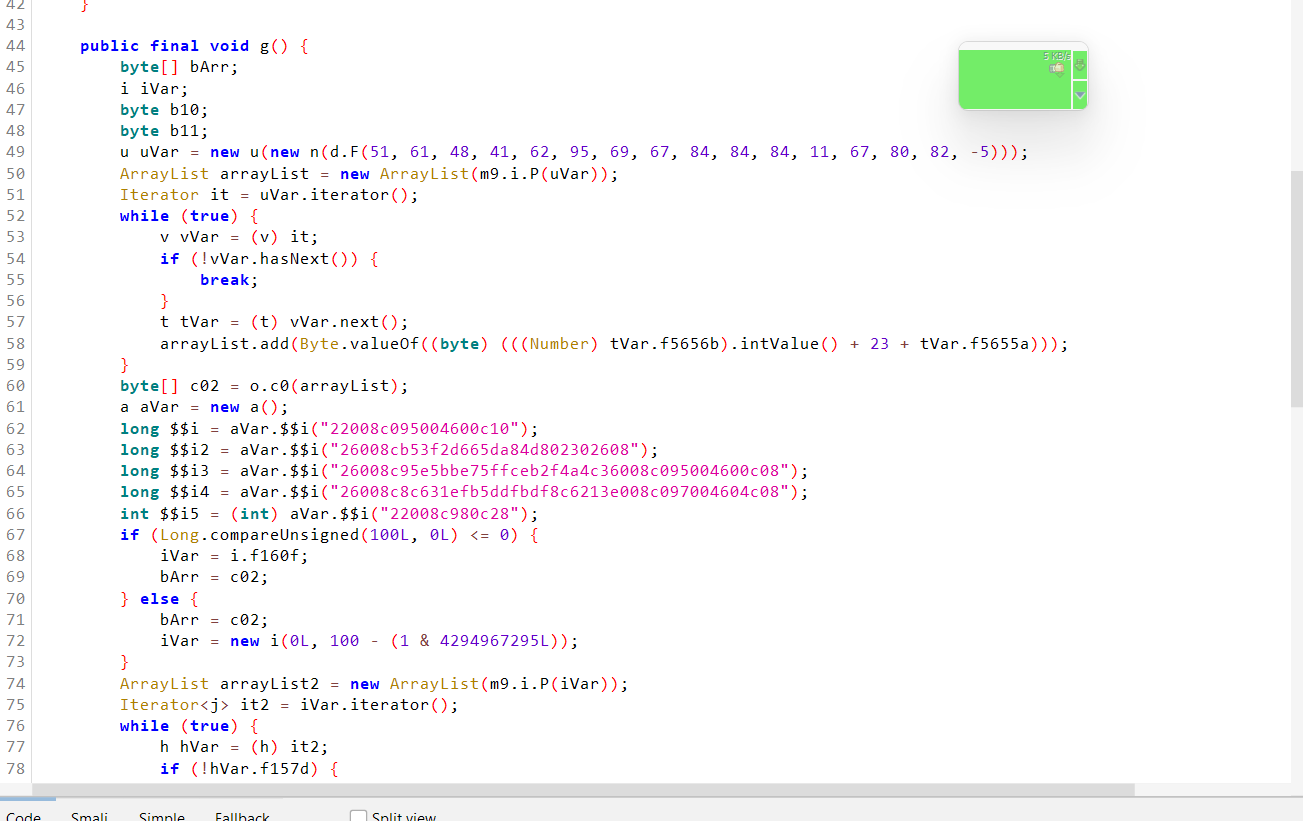 42        }
43
44        public final void g() {
45            byte[] bArr;
46            i iVar;
47            byte b10;
48            byte b11;
49            u uVar = new u(new n(d.F(51, 61, 48, 41, 62, 95, 69, 67, 84, 84, 84, 11, 67, 80, 82, -5)));
50            ArrayList arrayList = new ArrayList(m9.i.P(uVar));
51            Iterator it = uVar.iterator();
52            while (true) {
53                v vVar = (v) it;
54                if (!vVar.hasNext()) {
55                    break;
56                }
57                t tVar = (t) vVar.next();
58                arrayList.add(Byte.valueOf((byte) (((Number) tVar.f5656b).intValue() + 23 + tVar.f5655a)));
59            }
60            byte[] c02 = o.c0(arrayList);
61            a aVar = new a();
62            long $$i = aVar.$$i("22008c095004600c10");
63            long $$i2 = aVar.$$i("26008cb53f2d665da84d802302608");
64            long $$i3 = aVar.$$i("26008c95e5bbe75ffceb2f4a4c36008c095004600c08");
65            long $$i4 = aVar.$$i("26008c8c631efb5ddfbdf8c6213e008c097004604c08");
66            int $$i5 = (int) aVar.$$i("22008c980c28");
67            if (Long.compareUnsigned(100L, 0L) <= 0) {
68                iVar = i.f160f;
69                bArr = c02;
70            } else {
71                bArr = c02;
72                iVar = new i(0L, 100 - (1 & 4294967295L));
73            }
74            ArrayList arrayList2 = new ArrayList(m9.i.P(iVar));
75            Iterator<j> it2 = iVar.iterator();
76            while (true) {
77                h hVar = (h) it2;
78                if (!hVar.f157d) {
5 KB/s
Code Smali Simple Fallback Split view